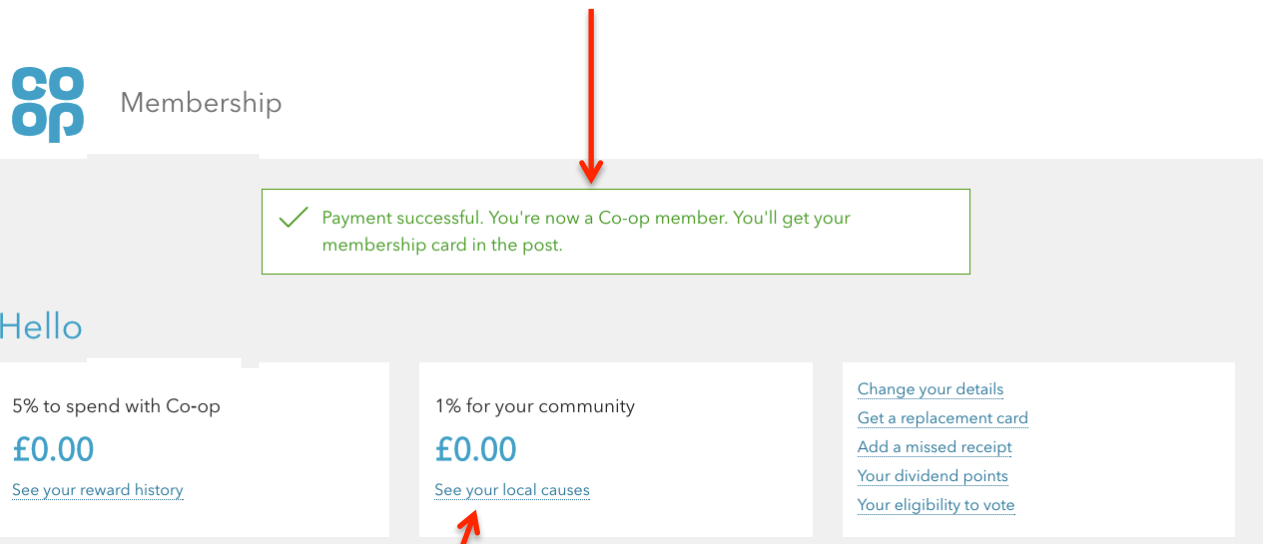 co
op
Membership
Payment successful. You're now a Co-op member. You'll get your
membership card in the post.
Hello
5% to spend with Co-op
£0.00
See your reward history
1% for your community
£0.00
See your local causes
Change your details
Get a replacement card
Add a missed receipt
Your dividend points
Your eligibility to vote